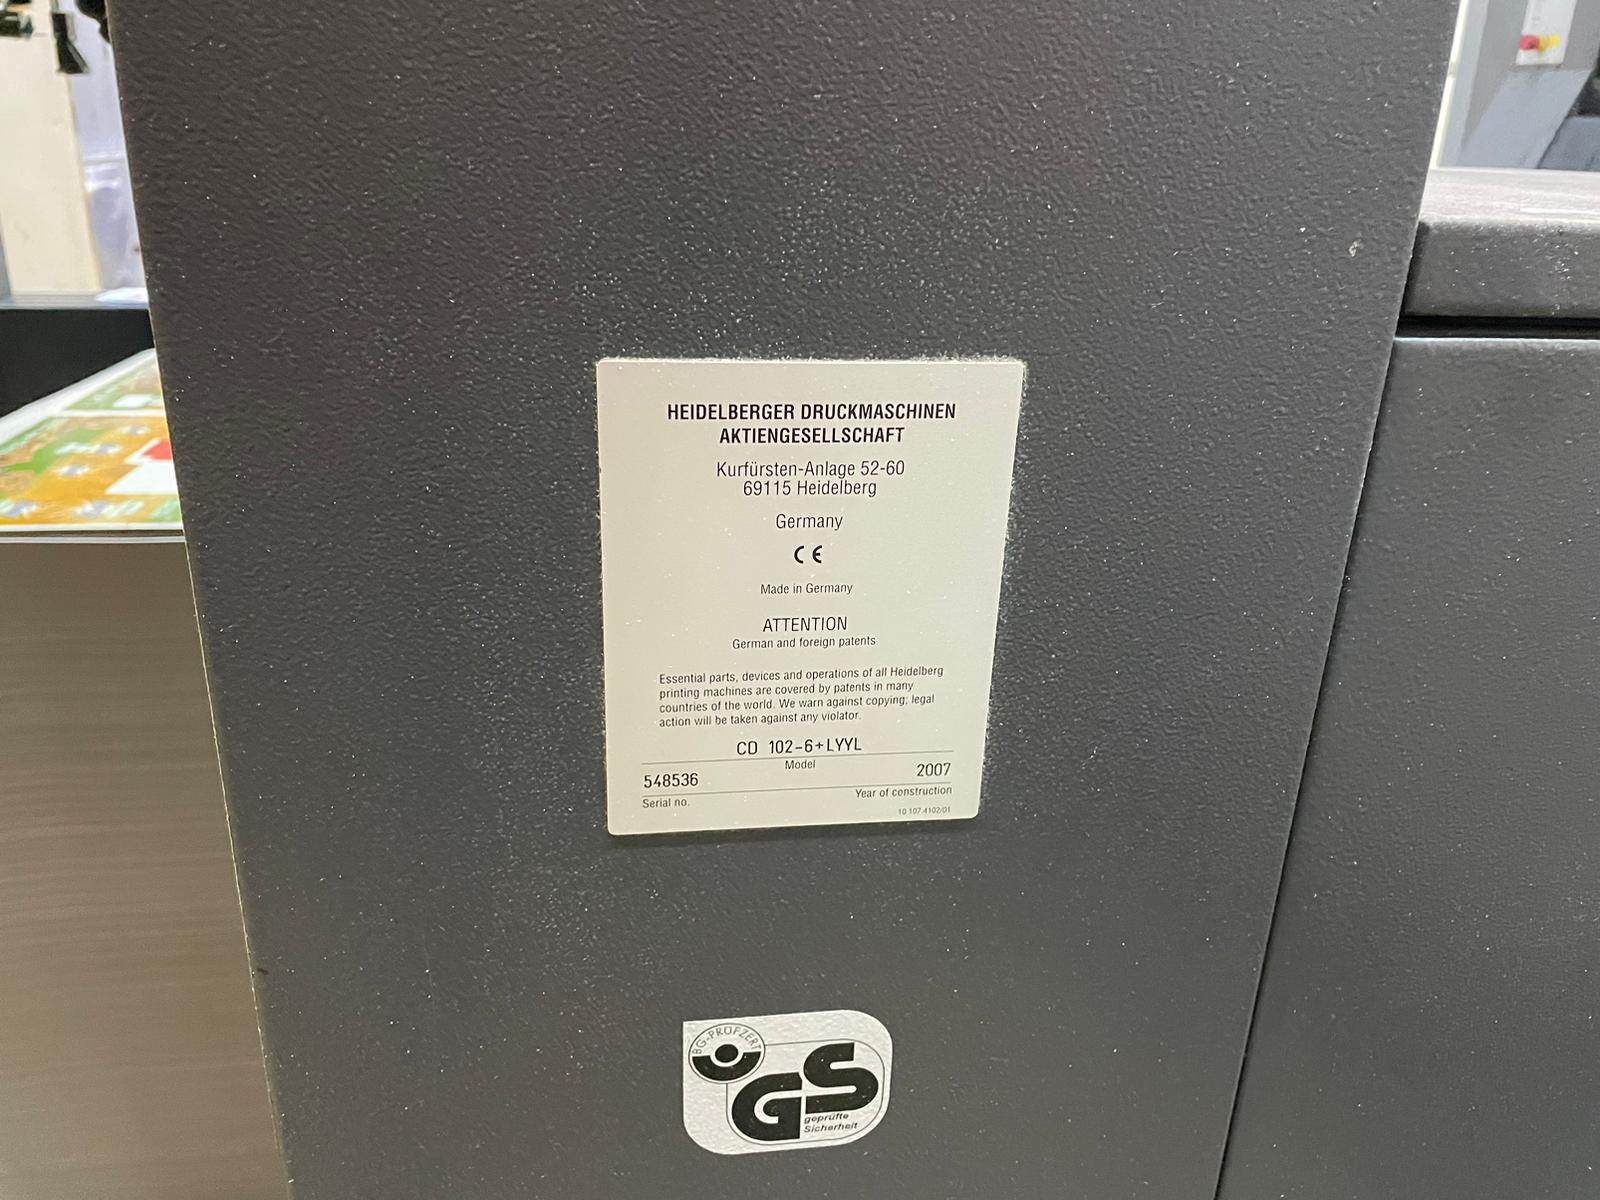 HEIDELBERGER DRUCKMASCHINEN
AKTIENGESELLSCHAFT
Kurfürsten-Anlage 52-60
69115 Heidelberg
Germany
CE
Made in Germany
ATTENTION
German and foreign patents
Essential parts, devices and operations of all Heidelberg
printing machines are covered by patents in many
countries of the world. We warn against copying; legal
action will be taken against any violator.
CD 102-6+LYYL
Model
548536
2007
Serial no.
Year of construction
10.107.4102/01
BG-PRÜFZERT
GS
geprüfte
Sicherheit